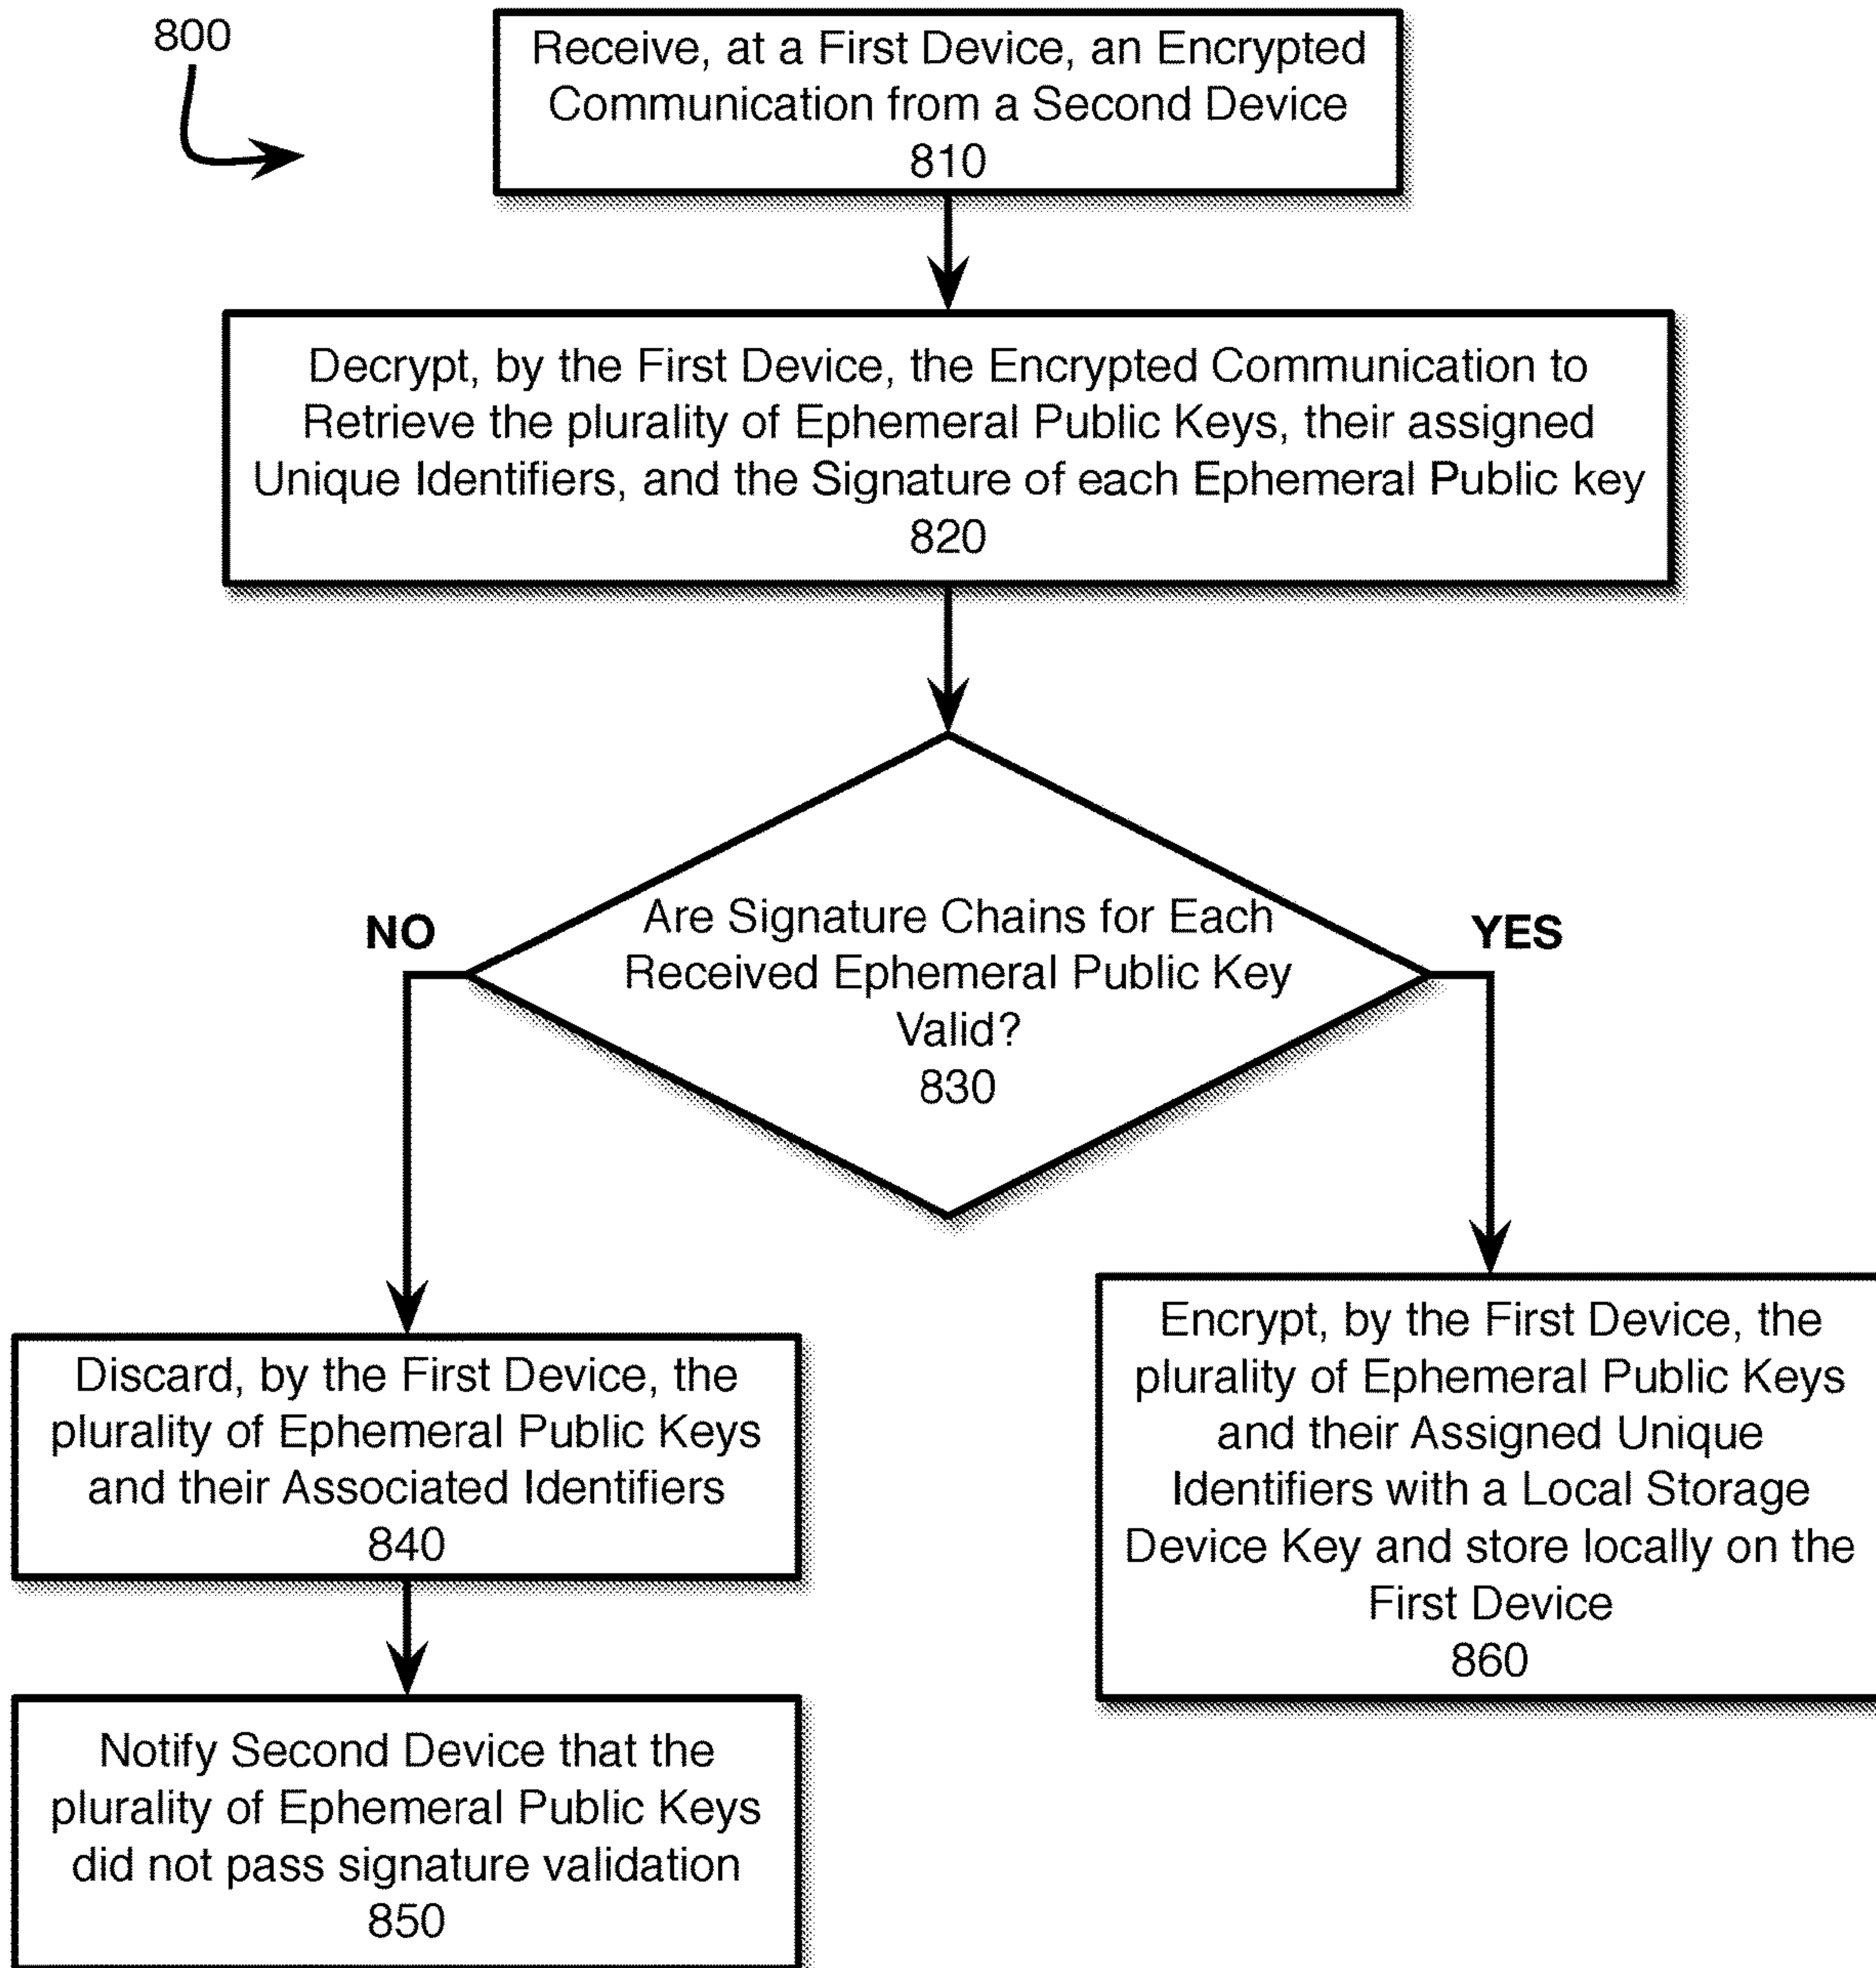 800
Receive, at a First Device, an Encrypted
Communication from a Second Device
810
Decrypt, by the First Device, the Encrypted Communication to
Retrieve the plurality of Ephemeral Public Keys, their assigned
Unique Identifiers, and the Signature of each Ephemeral Public key
820
Are Signature Chains for Each
Received Ephemeral Public Key
Valid?
830
NO
YES
Discard, by the First Device, the
plurality of Ephemeral Public Keys
and their Associated Identifiers
840
Notify Second Device that the
plurality of Ephemeral Public Keys
did not pass signature validation
850
Encrypt, by the First Device, the
plurality of Ephemeral Public Keys
and their Assigned Unique
Identifiers with a Local Storage
Device Key and store locally on the
First Device
860